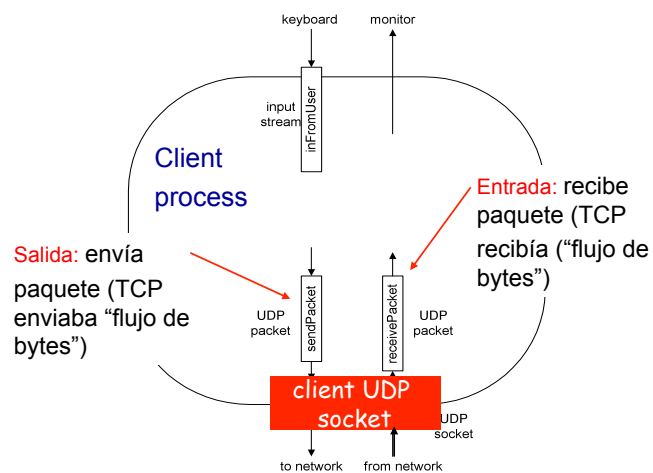 keyboard
monitor
input
stream
inFromUser
Client
process
Entrada: recibe
paquete (TCP
recibía (“flujo de
bytes”)
Salida: envía
paquete (TCP
enviaba “flujo de
bytes”)
UDP
packet
sendPacket
receivePacket
UDP
packet
client UDP
socket
UDP
socket
to network
from network